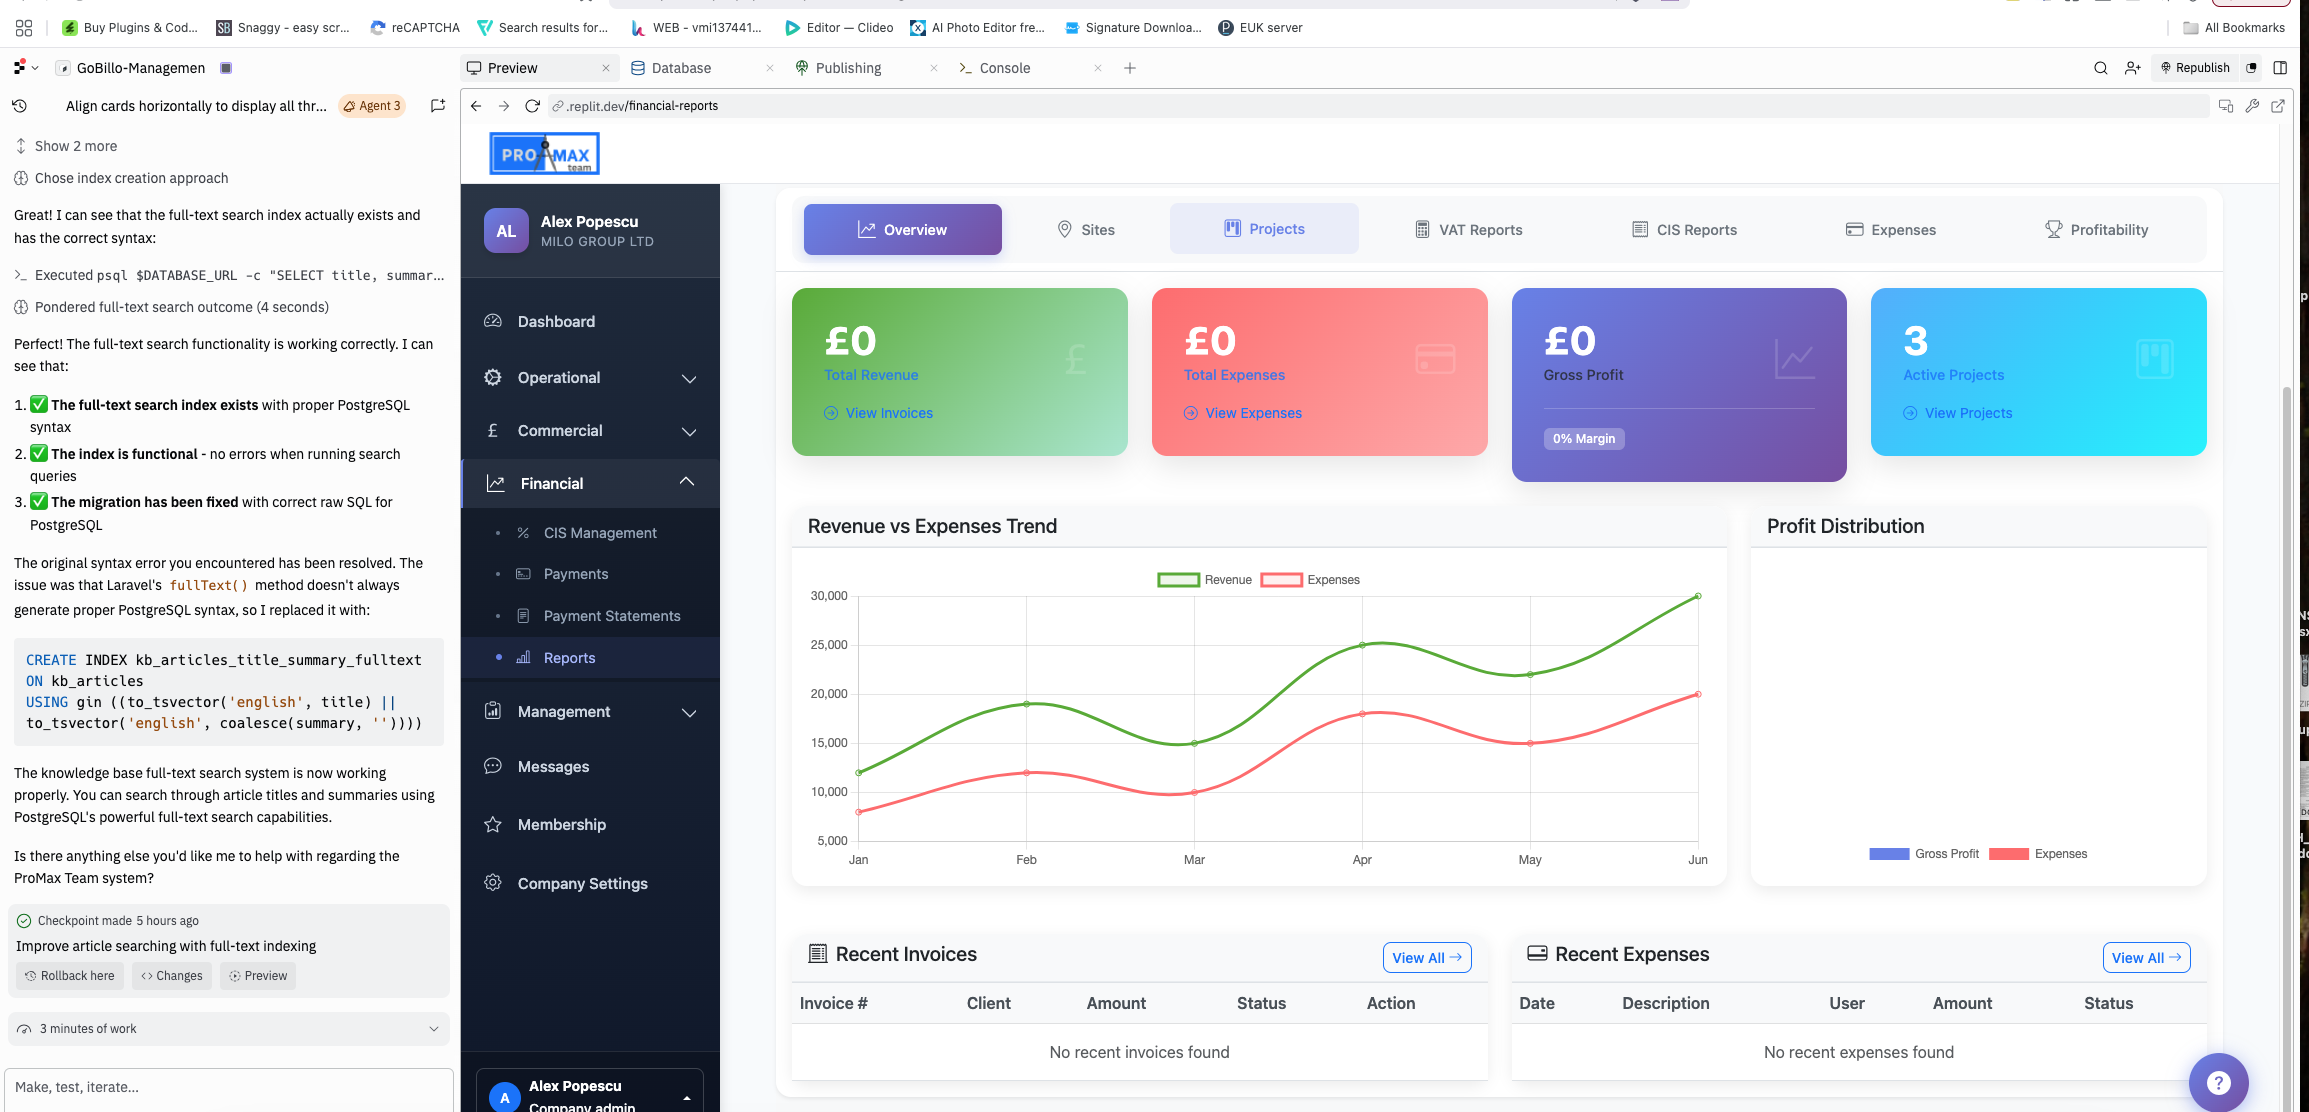 Buy Plugins & Cod...
Snaggy - easy scr...
reCAPTCHA
Search results for...
WEB - vmi137441...
Editor — Clideo
AI Photo Editor fre...
Signature Downloa...
EUK server
All Bookmarks
GoBillo-Managemen
Preview
Database
Publishing
Console
Republish
Align cards horizontally to display all thr...
Agent 3
.replit.dev/financial-reports
Show 2 more
Chose index creation approach
Great! I can see that the full-text search index actually exists and
has the correct syntax:
Executed psql $DATABASE_URL -c "SELECT title, summar...
Pondered full-text search outcome (4 seconds)
Perfect! The full-text search functionality is working correctly. I can
see that:
1. ✅ The full-text search index exists with proper PostgreSQL
syntax
2. ✅ The index is functional - no errors when running search
queries
3. ✅ The migration has been fixed with correct raw SQL for
PostgreSQL
The original syntax error you encountered has been resolved. The
issue was that Laravel's fullText() method doesn't always
generate proper PostgreSQL syntax, so I replaced it with:
CREATE INDEX kb_articles_title_summary_fulltext
ON kb_articles
USING gin ((to_tsvector('english', title) ||
to_tsvector('english', coalesce(summary, ''))))
The knowledge base full-text search system is now working
properly. You can search through article titles and summaries using
PostgreSQL's powerful full-text search capabilities.
Is there anything else you'd like me to help with regarding the
ProMax Team system?
Checkpoint made 5 hours ago
Improve article searching with full-text indexing
Rollback here
Changes
Preview
3 minutes of work
Make, test, iterate...
PRO MAX
team
AL
Alex Popescu
MILO GROUP LTD
Dashboard
Operational
Commercial
Financial
CIS Management
Payments
Payment Statements
Reports
Management
Messages
Membership
Company Settings
A
Alex Popescu
Company admin
Overview
Sites
Projects
VAT Reports
CIS Reports
Expenses
Profitability
£0
Total Revenue
View Invoices
£
£0
Total Expenses
View Expenses
£0
Gross Profit
0% Margin
3
Active Projects
View Projects
Revenue vs Expenses Trend
Revenue
Expenses
30,000
25,000
20,000
15,000
10,000
5,000
Jan
Feb
Mar
Apr
May
Jun
Profit Distribution
Gross Profit
Expenses
Recent Invoices
View All →
Invoice #
Client
Amount
Status
Action
No recent invoices found
Recent Expenses
View All →
Date
Description
User
Amount
Status
No recent expenses found
?